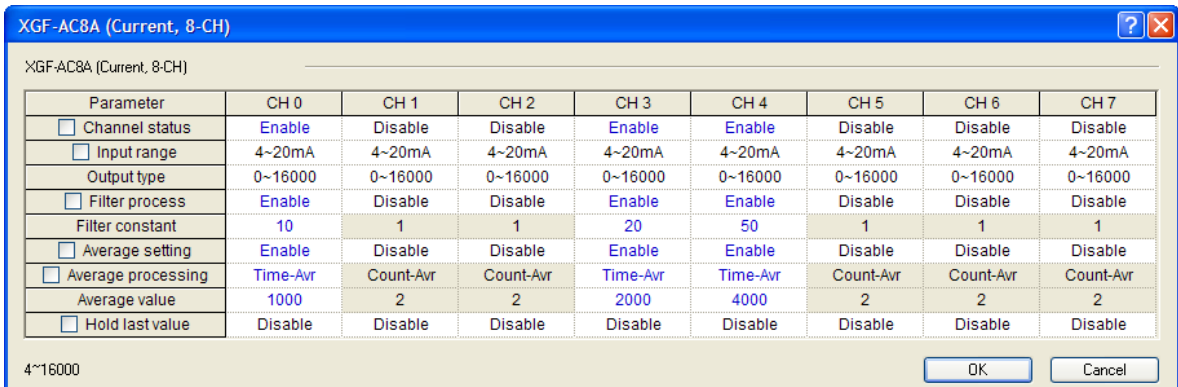 XGF-AC8A (Current, 8-CH)
XGF-AC8A (Current, 8-CH)
Parameter CH 0 CH 1 CH 2 CH 3 CH 4 CH 5 CH 6 CH 7
Channel status Enable Disable Disable Enable Enable Disable Disable Disable
Input range 4~20mA 4~20mA 4~20mA 4~20mA 4~20mA 4~20mA 4~20mA 4~20mA
Output type 0~16000 0~16000 0~16000 0~16000 0~16000 0~16000 0~16000 0~16000
Filter process Enable Disable Disable Enable Enable Disable Disable Disable
Filter constant 10 1 1 20 50 1 1 1
Average setting Enable Disable Disable Enable Enable Disable Disable Disable
Average processing Time-Avr Count-Avr Count-Avr Time-Avr Time-Avr Count-Avr Count-Avr Count-Avr
Average value 1000 2 2 2000 4000 2 2 2
Hold last value Disable Disable Disable Disable Disable Disable Disable Disable
4~16000 OK Cancel